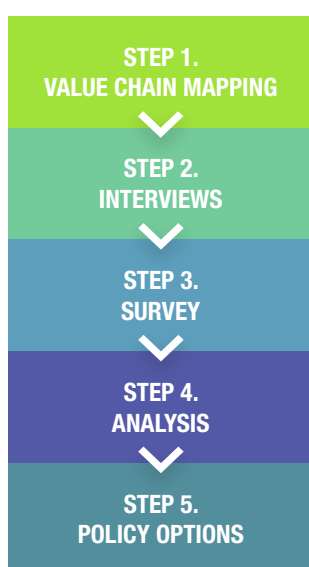 STEP 1.
VALUE CHAIN MAPPING
STEP 2.
INTERVIEWS
STEP 3.
SURVEY
STEP 4.
ANALYSIS
STEP 5.
POLICY OPTIONS